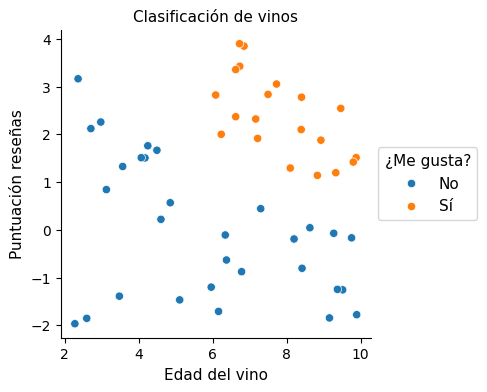 Clasificación de vinos
Puntuación reseñas
4
3
2
1
0
−1
−2
2
4
6
8
10
Edad del vino
¿Me gusta?
No
Sí